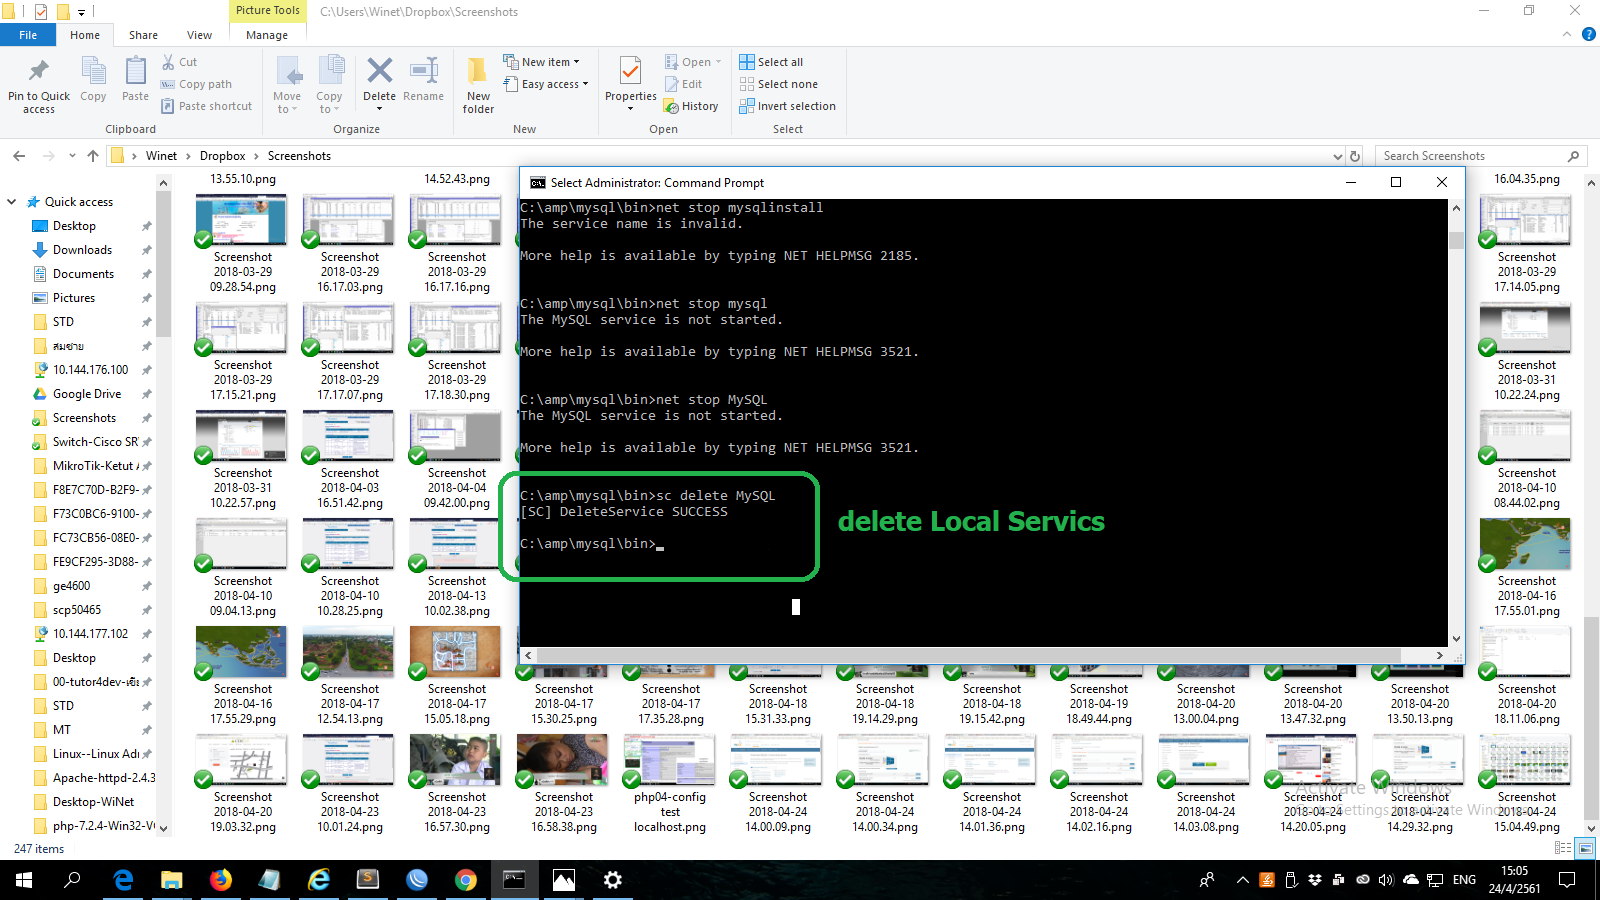 Picture Tools
C:\Users\Winet\Dropbox\Screenshots
File
Home
Share
View
Manage
Pin to Quick access
Copy
Paste
Cut
Copy path
Paste shortcut
Clipboard
Move to
Copy to
Delete
Rename
Organize
New folder
New item
Easy access
New
Properties
Open
Edit
History
Open
Select all
Select none
Invert selection
Select
Winet
Dropbox
Screenshots
Search Screenshots
Quick access
Desktop
Downloads
Documents
Pictures
STD
สมชาย
10.144.176.100
Google Drive
Screenshots
Switch-Cisco SR
MikroTik-Ketut
F8E7C70D-B2F9-
F73C0BC6-9100-
FC73CB56-08E0-
FE9CF295-3D88-
ge4600
scp50465
10.144.177.102
Desktop
00-tutor4dev-เขี
STD
MT
Linux--Linux Ad
Apache-httpd-2.4.3
Desktop-WiNet
php-7.2.4-Win32-V
13.55.10.png
14.52.43.png
16.04.35.png
Screenshot 2018-03-29 09.28.54.png
Screenshot 2018-03-29 16.17.03.png
Screenshot 2018-03-29 16.17.16.png
Screenshot 2018-03-29 17.14.05.png
Screenshot 2018-03-29 17.15.21.png
Screenshot 2018-03-29 17.17.07.png
Screenshot 2018-03-29 17.18.30.png
Screenshot 2018-03-31 10.22.24.png
Screenshot 2018-03-31 10.22.57.png
Screenshot 2018-04-03 16.51.42.png
Screenshot 2018-04-04 09.42.00.png
Screenshot 2018-04-10 08.44.02.png
Screenshot 2018-04-10 09.04.13.png
Screenshot 2018-04-10 10.28.25.png
Screenshot 2018-04-13 10.02.38.png
Screenshot 2018-04-16 17.55.01.png
Screenshot 2018-04-16 17.55.29.png
Screenshot 2018-04-17 12.54.13.png
Screenshot 2018-04-17 15.05.18.png
Screenshot 2018-04-17 15.30.25.png
Screenshot 2018-04-17 17.35.28.png
Screenshot 2018-04-18 15.31.33.png
Screenshot 2018-04-18 19.14.29.png
Screenshot 2018-04-18 19.15.42.png
Screenshot 2018-04-19 18.49.44.png
Screenshot 2018-04-20 13.00.04.png
Screenshot 2018-04-20 13.47.32.png
Screenshot 2018-04-20 13.50.13.png
Screenshot 2018-04-20 18.11.06.png
Screenshot 2018-04-20 19.03.32.png
Screenshot 2018-04-23 10.01.24.png
Screenshot 2018-04-23 16.57.30.png
Screenshot 2018-04-23 16.58.38.png
php04-config test localhost.png
Screenshot 2018-04-24 14.00.09.png
Screenshot 2018-04-24 14.00.34.png
Screenshot 2018-04-24 14.01.36.png
Screenshot 2018-04-24 14.02.16.png
Screenshot 2018-04-24 14.03.08.png
Screenshot 2018-04-24 14.20.05.png
Screenshot 2018-04-24 14.29.32.png
Screenshot 2018-04-24 15.04.49.png
Select Administrator: Command Prompt
C:\amp\mysql\bin>net stop mysqlinstall
The service name is invalid.
More help is available by typing NET HELPMSG 2185.
C:\amp\mysql\bin>net stop mysql
The MySQL service is not started.
More help is available by typing NET HELPMSG 3521.
C:\amp\mysql\bin>net stop MySQL
The MySQL service is not started.
More help is available by typing NET HELPMSG 3521.
C:\amp\mysql\bin>sc delete MySQL
[SC] DeleteService SUCCESS
C:\amp\mysql\bin>
delete Local Servics
Activate Windows
247 items
ENG
15:05
24/4/2561